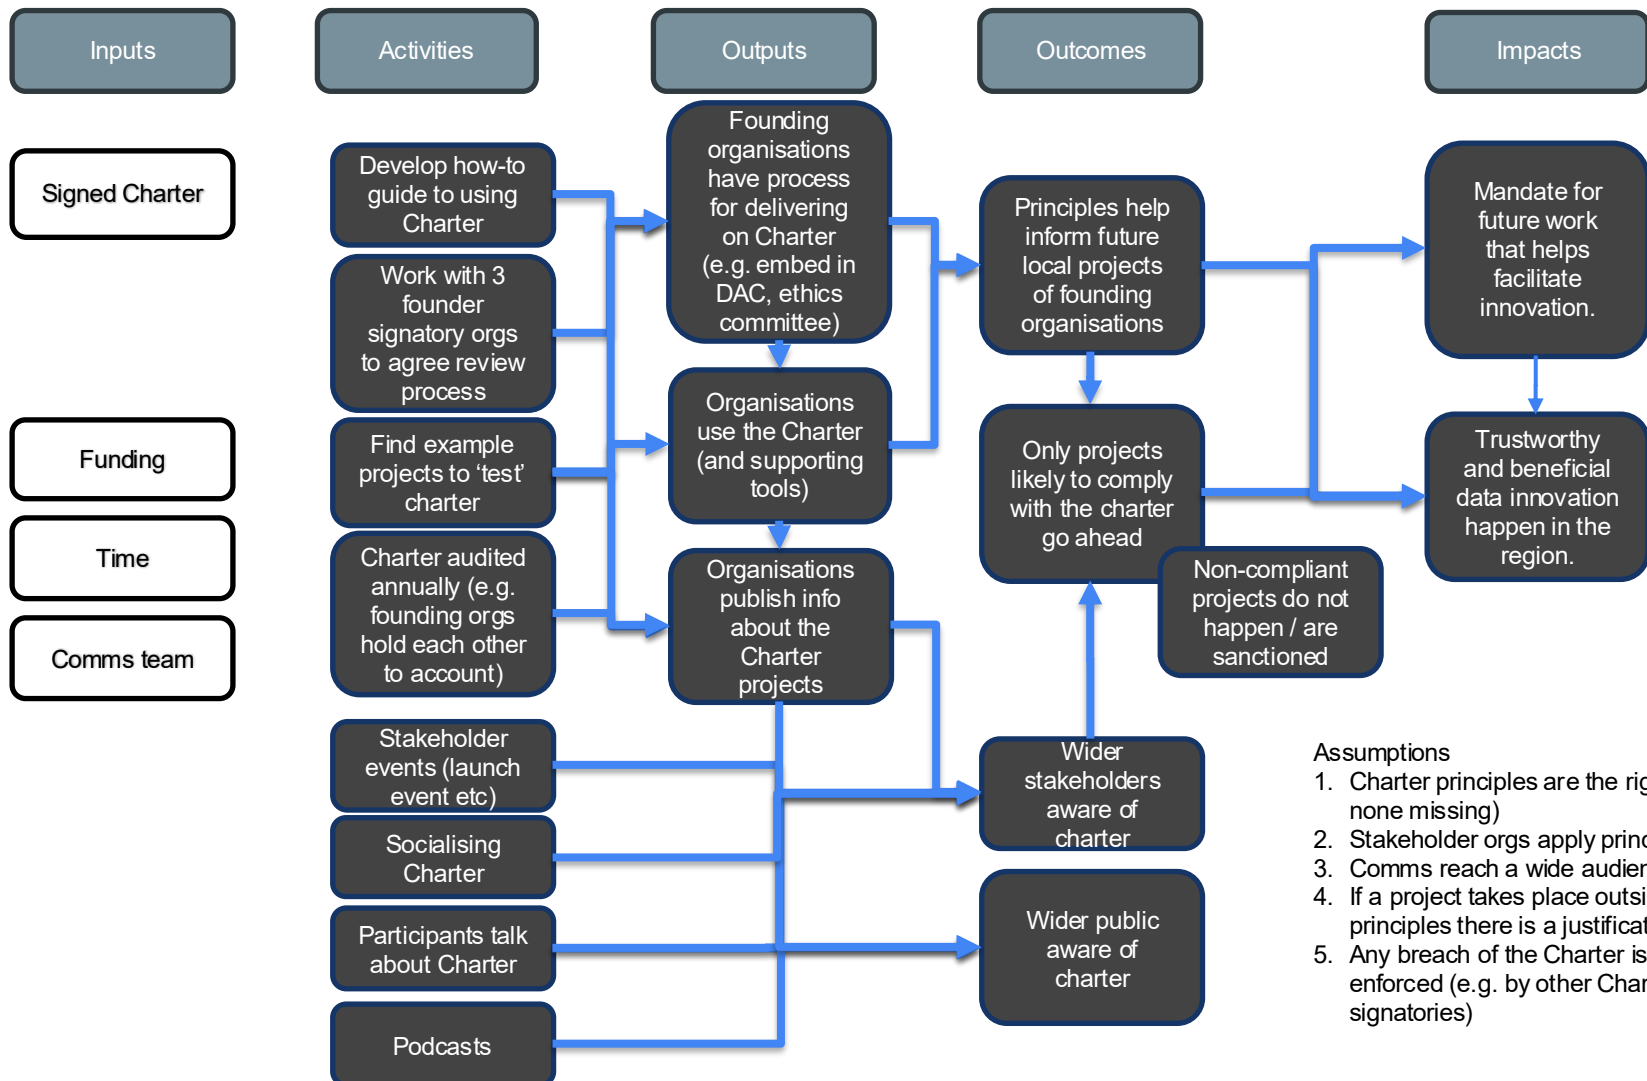 Inputs
Activities
Outputs
Outcomes
Impacts
Signed Charter
Funding
Time
Comms team
Develop how-to
guide to using
Charter
Work with 3
founder
signatory orgs
to agree review
process
Find example
projects to ‘test’
charter
Charter audited
annually (e.g.
founding orgs
hold each other
to account)
Stakeholder
events (launch
event etc)
Socialising
Charter
Participants talk
about Charter
Podcasts
Founding
organisations
have process
for delivering
on Charter
(e.g. embed in
DAC, ethics
committee)
Organisations
use the Charter
(and supporting
tools)
Organisations
publish info
about the
Charter
projects
Principles help
inform future
local projects
of founding
organisations
Only projects
likely to comply
with the charter
go ahead
Non-compliant
projects do not
happen / are
sanctioned
Wider
stakeholders
aware of
charter
Wider public
aware of
charter
Mandate for
future work
that helps
facilitate
innovation.
Trustworthy
and beneficial
data innovation
happen in the
region.
Assumptions
1. Charter principles are the
none missing)
2. Stakeholder orgs apply
3. Comms reach a wide
4. If a project takes place
principles there is a
5. Any breach of the Charter is
enforced (e.g. by other
signatories)